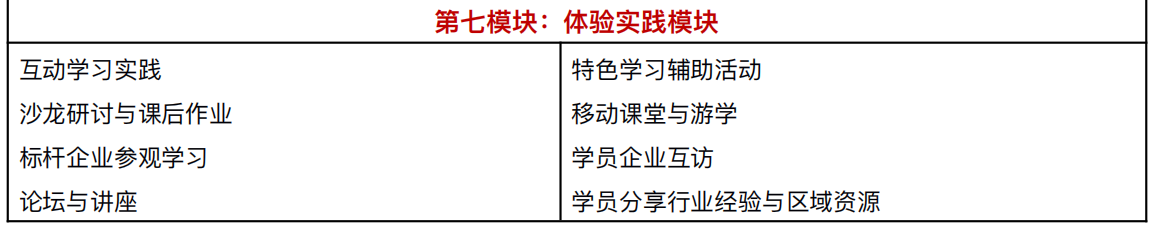 第七模块：体验实践模块
互动学习实践
沙龙研讨与课后作业
标杆企业参观学习
论坛与讲座
特色学习辅助活动
移动课堂与游学
学员企业互访
学员分享行业经验与区域资源